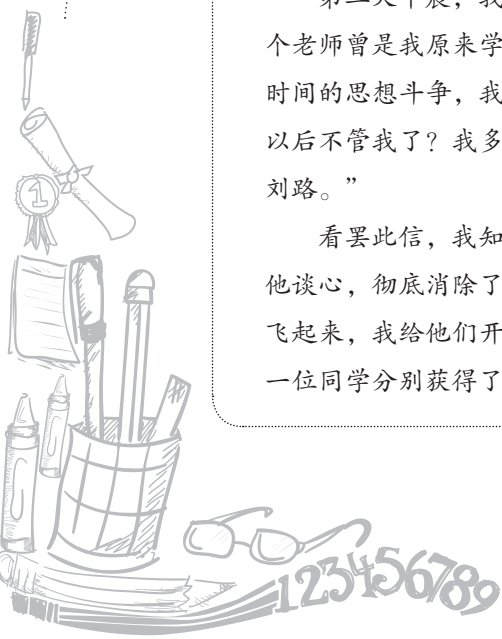 个老师曾是我原来学
时间的思想斗争，我
以后不管我了？我多
刘路。”
看罢此信，我知
他谈心，彻底消除了
飞起来，我给他们开
一位同学分别获得了
1
123456789